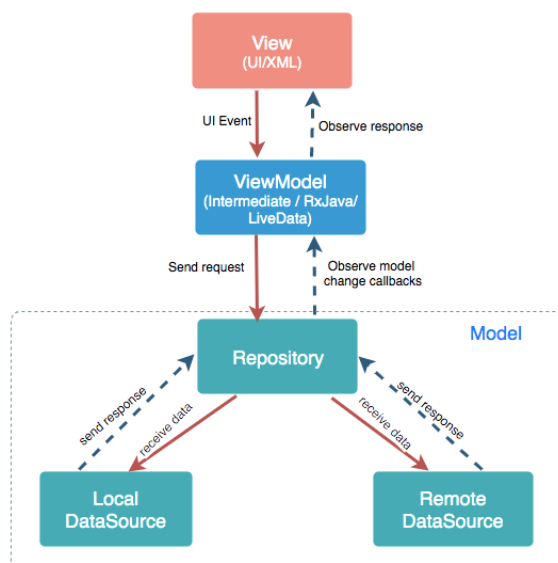 View
(UI/XML)
UI Event
Observe response
ViewModel
(Intermediate / RxJava/
LiveData)
Send request
Observe model
change callbacks
Model
Repository
send response
receive data
receive data
send response
Local
DataSource
Remote
DataSource